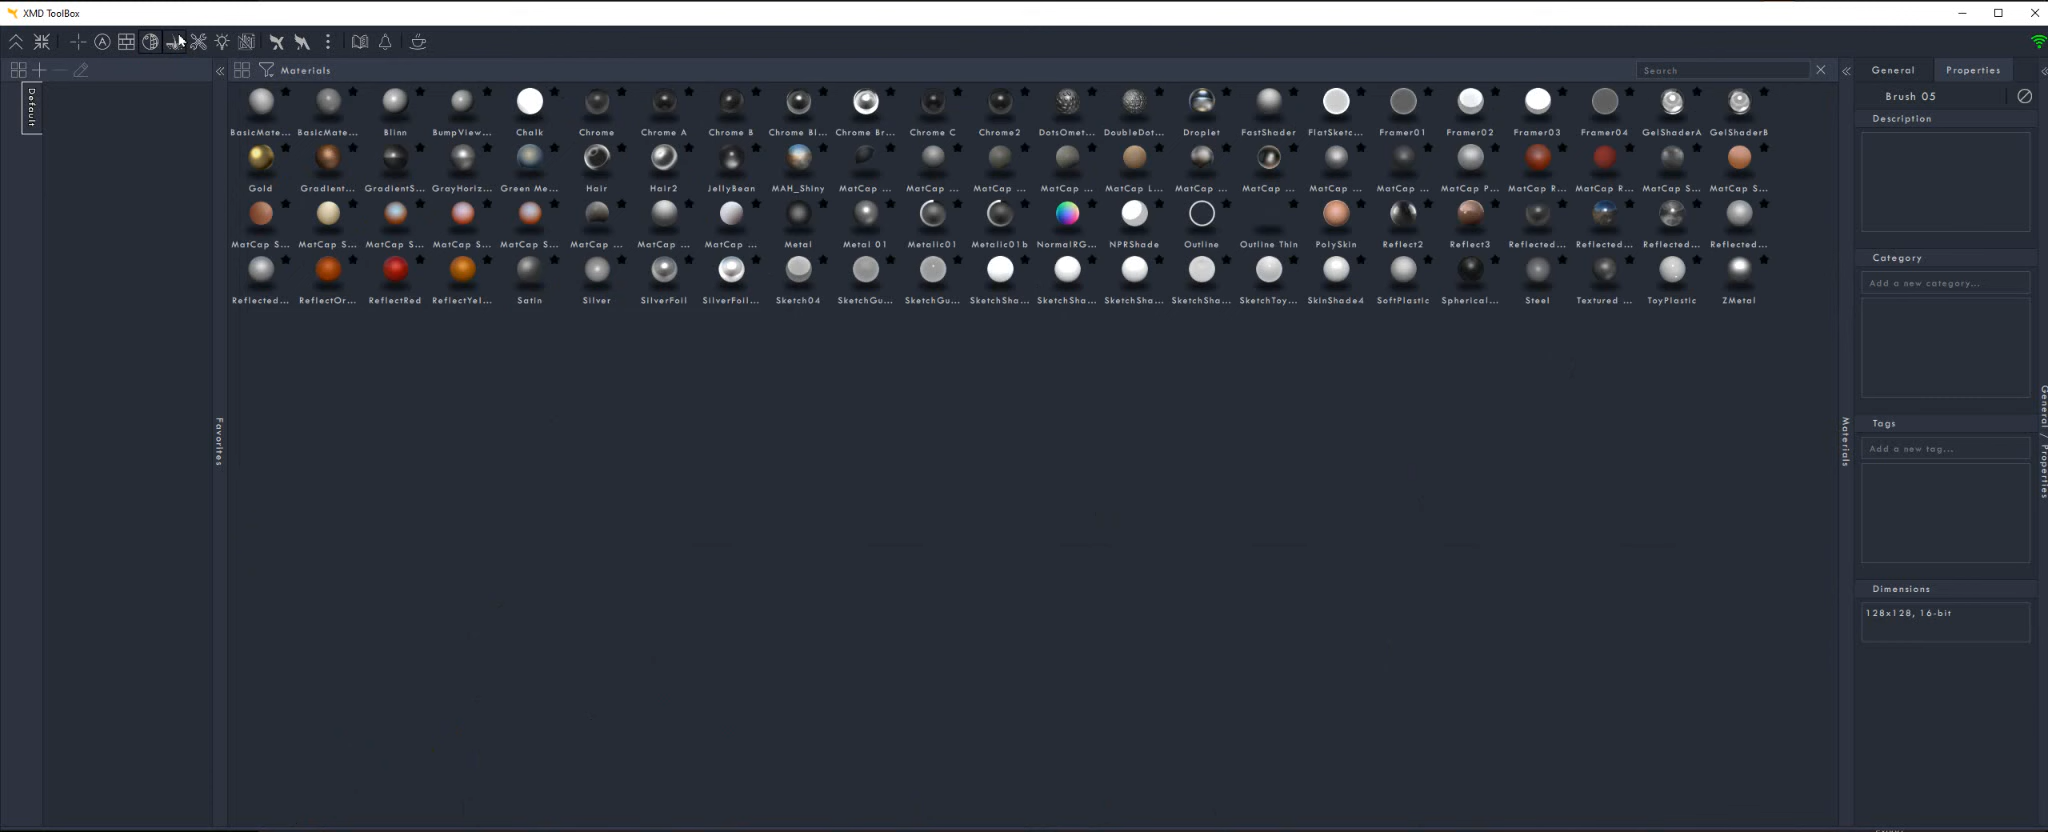 XMD ToolBox
Materials
Search
General
Properties
Default
Brush 05
Description
BasicMate... BasicMate... Blinn BumpView... Chalk Chrome Chrome A Chrome B Chrome Bl... Chrome Br... Chrome C Chrome2 DotsOmet... DoubleDot... Droplet FastShader FlatSketc... Framer01 Framer02 Framer03 Framer04 GelShaderA GelShaderB
Gold Gradient... GradientS... GrayHoriz... Green Me... Hair Hair2 JellyBean MAH_Shiny MatCap ... MatCap ... MatCap ... MatCap ... MatCap L... MatCap ... MatCap ... MatCap ... MatCap ... MatCap P... MatCap R... MatCap R... MatCap S... MatCap S...
MatCap S... MatCap S... MatCap S... MatCap S... MatCap S... MatCap ... MatCap ... MatCap ... Metal Metal 01 Metalic01 Metalic01b NormalRG... NPRShade Outline Outline Thin PolySkin Reflect2 Reflect3 Reflected... Reflected... Reflected... Reflected...
Reflected... ReflectOr... ReflectRed ReflectYel... Satin Silver SilverFoil SilverFoil... Sketch04 SketchGu... SketchGu... SketchSha... SketchSha... SketchSha... SketchSha... SketchToy... SkinShade4 SoftPlastic Spherical... Steel Textured ... ToyPlastic ZMetal
Category
Add a new category...
Favorites
Materials
General / Properties
Tags
Add a new tag...
Dimensions
128x128, 16-bit